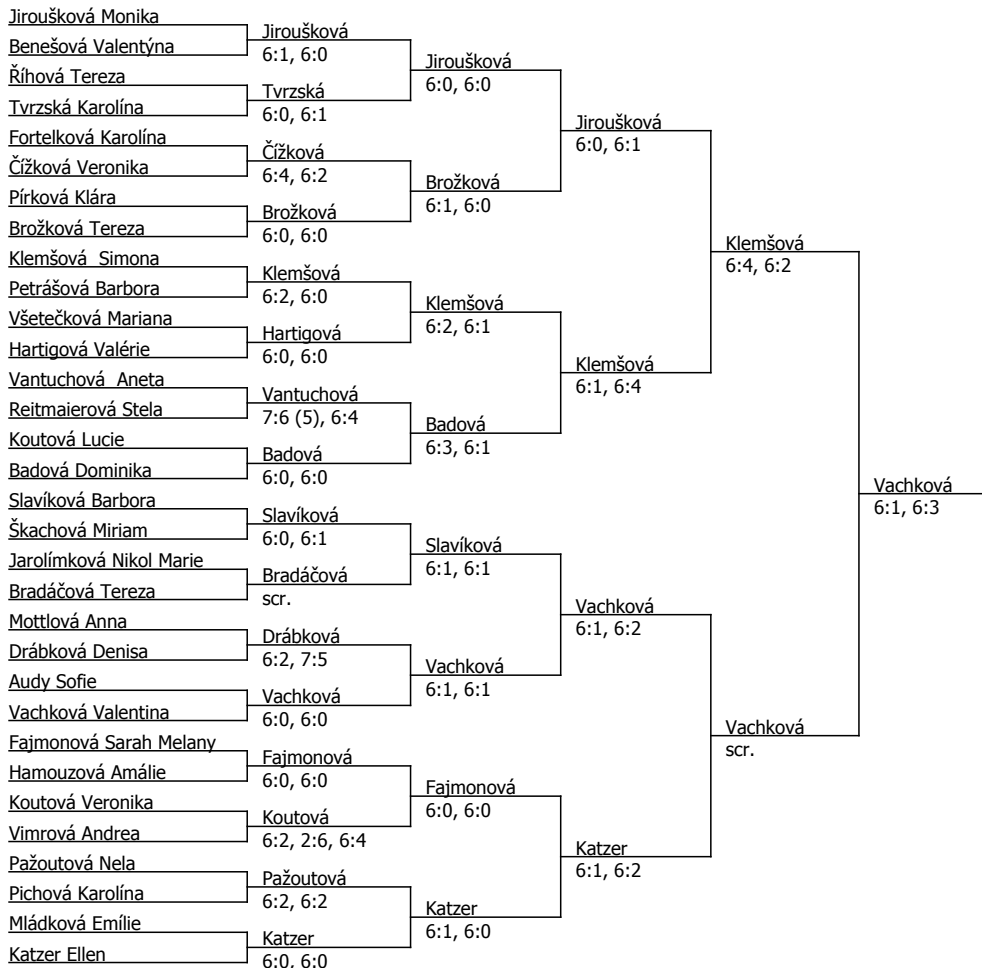 Jiroušková Monika
Benešová Valentýna
Říhová Tereza
Tvrzská Karolína
Fortelková Karolína
Čížková Veronika
Pírková Klára
Brožková Tereza
Klemšová  Simona
Petrášová Barbora
Všetečková Mariana
Hartigová Valérie
Vantuchová  Aneta
Reitmaierová Stela
Koutová Lucie
Badová Dominika
Slavíková Barbora
Škachová Miriam
Jarolímková Nikol Marie
Bradáčová Tereza
Mottlová Anna
Drábková Denisa
Audy Sofie
Vachková Valentina
Fajmonová Sarah Melany
Hamouzová Amálie
Koutová Veronika
Vimrová Andrea
Pažoutová Nela
Pichová Karolína
Mládková Emílie
Katzer Ellen
Jiroušková
6:1, 6:0
Tvrzská
6:0, 6:1
Čížková
6:4, 6:2
Brožková
6:0, 6:0
Klemšová
6:2, 6:0
Hartigová
6:0, 6:0
Vantuchová
7:6 (5), 6:4
Badová
6:0, 6:0
Slavíková
6:0, 6:1
Bradáčová
scr.
Drábková
6:2, 7:5
Vachková
6:0, 6:0
Fajmonová
6:0, 6:0
Koutová
6:2, 2:6, 6:4
Pažoutová
6:2, 6:2
Katzer
6:0, 6:0
Jiroušková
6:0, 6:0
Brožková
6:1, 6:0
Klemšová
6:2, 6:1
Badová
6:3, 6:1
Slavíková
6:1, 6:1
Vachková
6:1, 6:1
Fajmonová
6:0, 6:0
Katzer
6:1, 6:0
Jiroušková
6:0, 6:1
Klemšová
6:1, 6:4
Vachková
6:1, 6:2
Katzer
6:1, 6:2
Klemšová
6:4, 6:2
Vachková
scr.
Vachková
6:1, 6:3